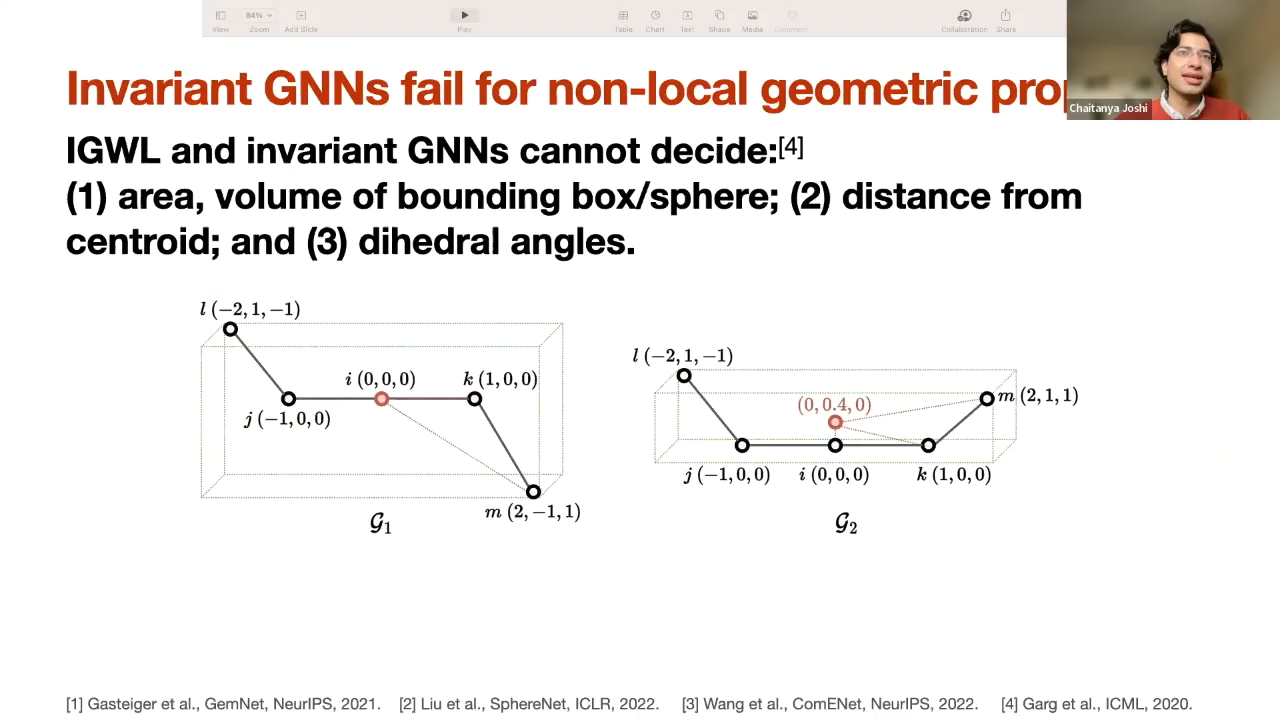 View 84% Zoom Add Slide Play Table Chart Text Shape Media Comment Collaboration Share
Invariant GNNs fail for non-local geometric
Chaitanya Joshi
IGWL and invariant GNNs cannot decide:[4]
(1) area, volume of bounding box/sphere; (2) distance from
centroid; and (3) dihedral angles.
l (−2, 1, −1)
i (0, 0, 0)
k (1, 0, 0)
j (−1, 0, 0)
m (2, −1, 1)
𝒢₁
l (−2, 1, −1)
(0, 0.4, 0)
m (2, 1, 1)
j (−1, 0, 0)
i (0, 0, 0)
k (1, 0, 0)
𝒢₂
[1] Gasteiger et al., GemNet, NeurIPS, 2021. [2] Liu et al., SphereNet, ICLR, 2022. [3] Wang et al., ComENet, NeurIPS, 2022. [4] Garg et al., ICML, 2020.